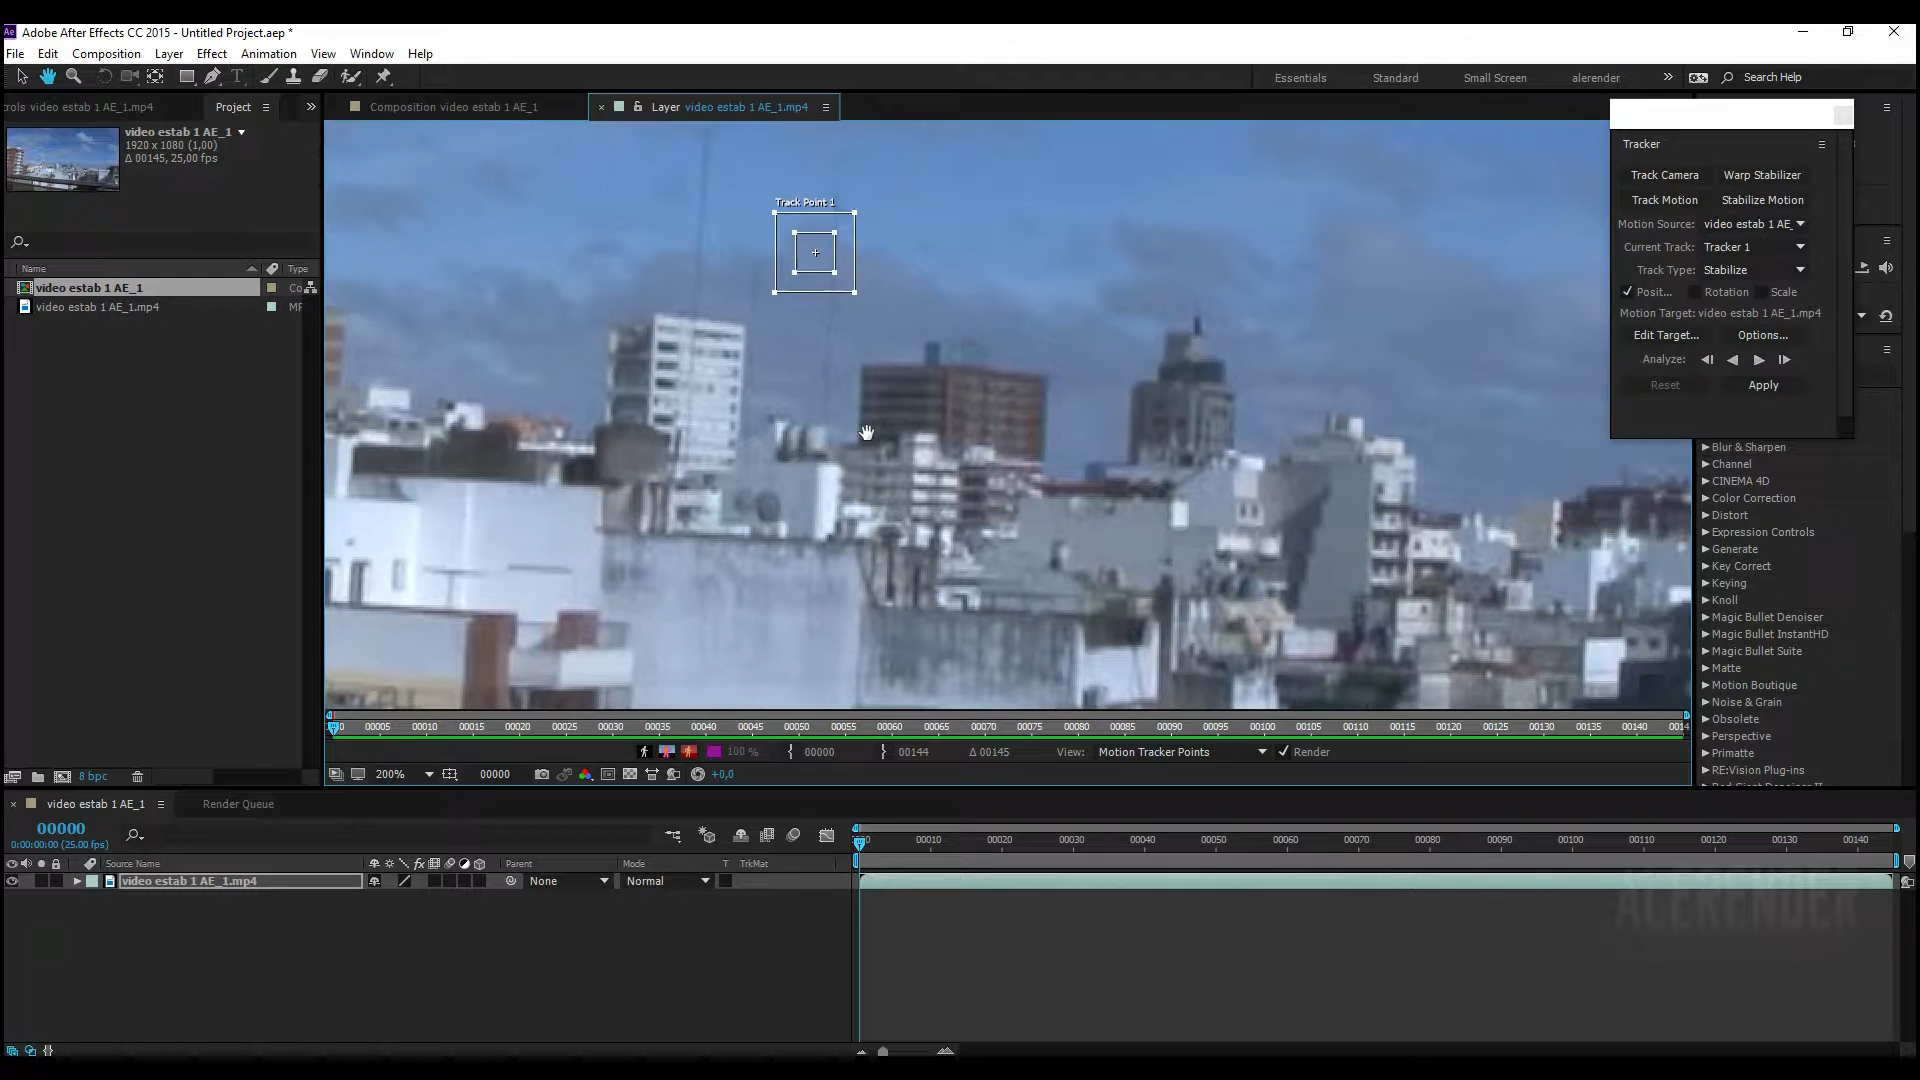 Adobe After Effects CC 2015 - Untitled Project.aep *
File Edit Composition Layer Effect Animation View Window Help
Essentials Standard Small Screen alerender Search Help
rols video estab 1 AE_1.mp4 Project
Composition video estab 1 AE_1
Layer video estab 1 AE_1.mp4
video estab 1 AE_1
1920 x 1080 (1,00)
Δ 00145, 25,00 fps
Name Type
video estab 1 AE_1 Co
video estab 1 AE_1.mp4 MP
Track Point 1
Tracker
Track Camera Warp Stabilizer
Track Motion Stabilize Motion
Motion Source: video estab 1 AE_
Current Track: Tracker 1
Track Type: Stabilize
Posit... Rotation Scale
Motion Target: video estab 1 AE_1.mp4
Edit Target... Options...
Analyze:
Reset Apply
Blur & Sharpen
Channel
CINEMA 4D
Color Correction
Distort
Expression Controls
Generate
Key Correct
Keying
Knoll
Magic Bullet Denoiser
Magic Bullet InstantHD
Magic Bullet Suite
Matte
Motion Boutique
Noise & Grain
Obsolete
Perspective
Primatte
RE:Vision Plug-ins
0 00005 00010 00015 00020 00025 00030 00035 00040 00045 00050 00055 00060 00065 00070 00075 00080 00085 00090 00095 00100 00105 00110 00115 00120 00125 00130 00135 00140 0014
100 % 00000 00144 Δ 00145 View: Motion Tracker Points Render
8 bpc
200% 00000 +0,0
video estab 1 AE_1 Render Queue
00000
0:00:00:00 (25.00 fps)
0 00010 00020 00030 00040 00050 00060 00070 00080 00090 00100 00110 00120 00130 00140
Source Name fx Parent Mode T TrkMat
video estab 1 AE_1.mp4 None Normal
ALERENDER